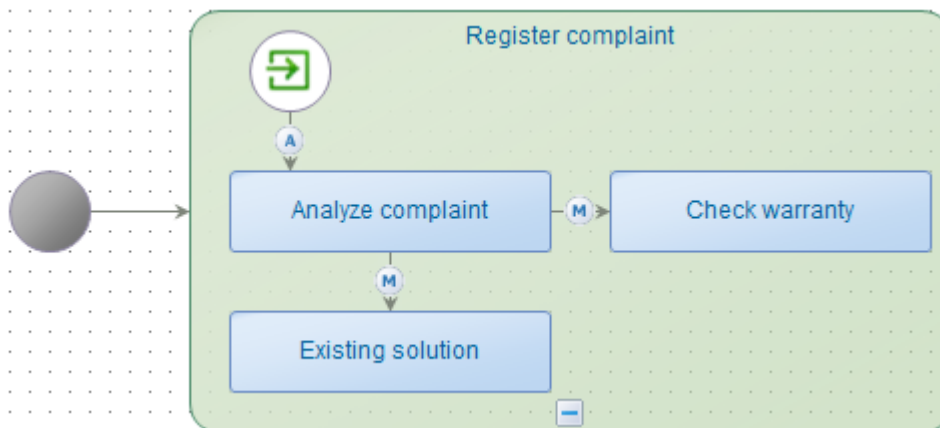 Register complaint
A
Analyze complaint
M
Check warranty
M
Existing solution